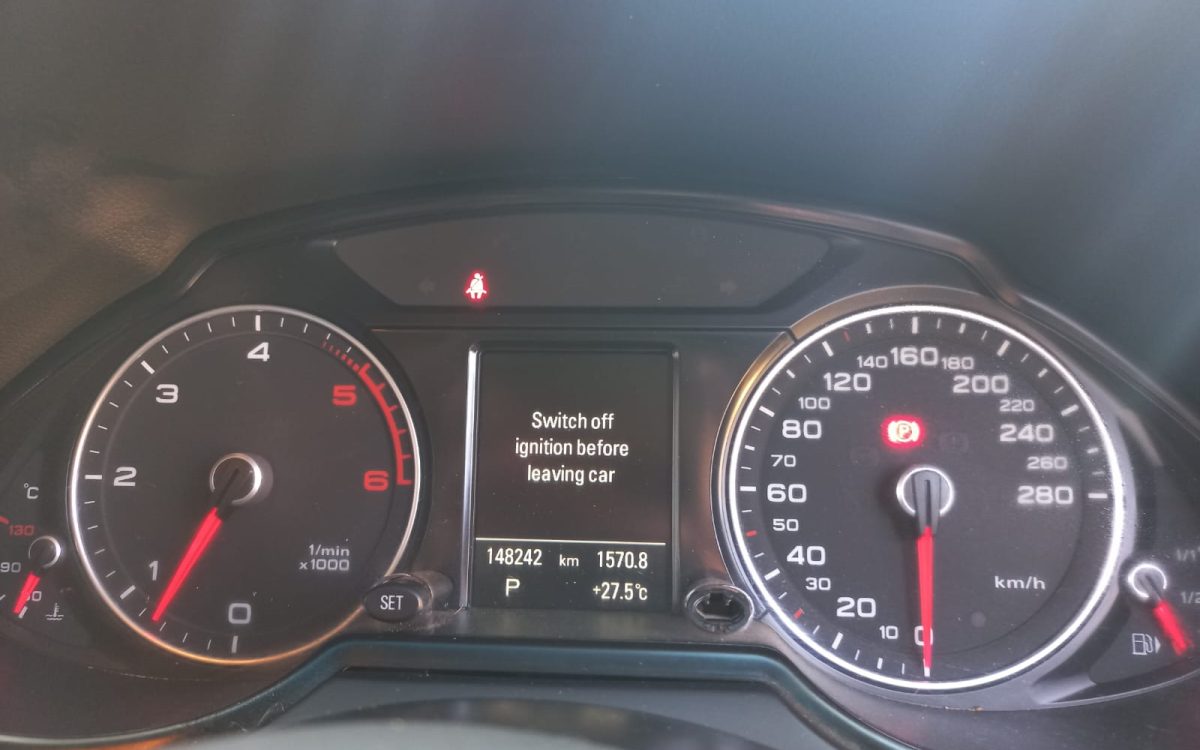 4
3
5
2
6
1
0
1/min
x1000
°C
130
90
SET
Switch off
ignition before
leaving car
148242 km 1570.8
P +27.5°C
140 160 180
120 200
100 220
80 240
70 260
60 280
50
40
30
20
10
0
km/h
P
1/1
1/2